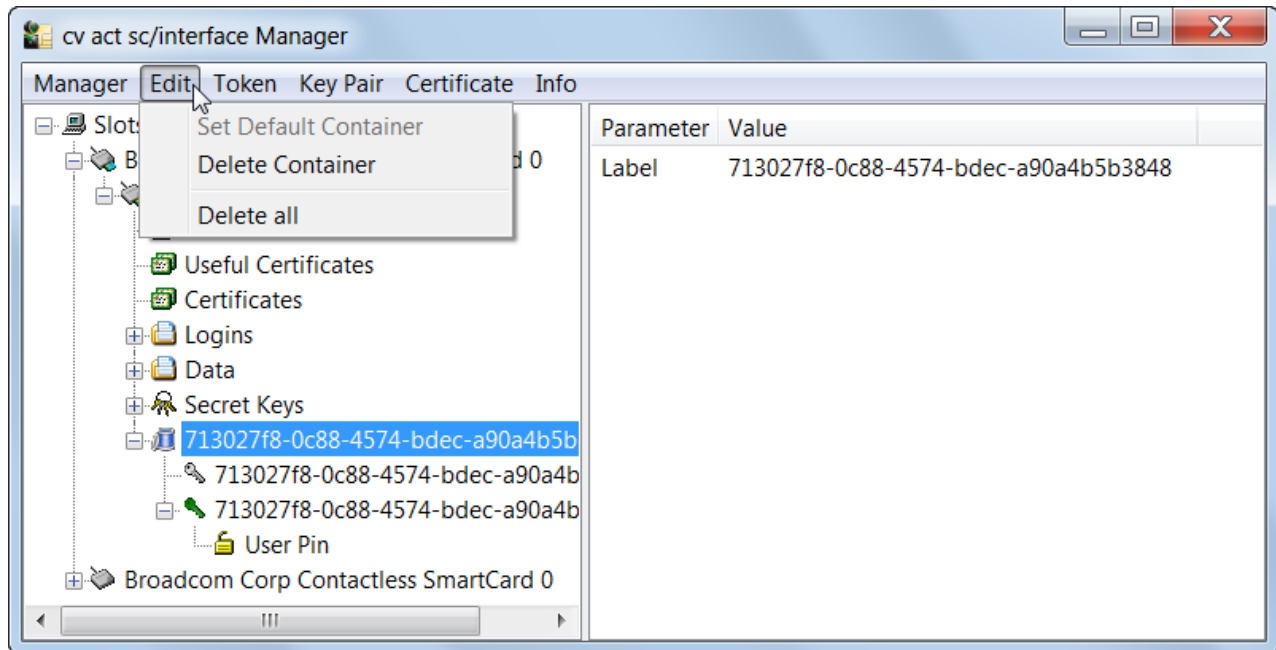 cv act sc/interface Manager
Manager Edit Token Key Pair Certificate Info
Slots
Set Default Container
Delete Container
Delete all
B
d 0
Useful Certificates
Certificates
Logins
Data
Secret Keys
713027f8-0c88-4574-bdec-a90a4b5b
713027f8-0c88-4574-bdec-a90a4b
713027f8-0c88-4574-bdec-a90a4b
User Pin
Broadcom Corp Contactless SmartCard 0
Parameter Value
Label 713027f8-0c88-4574-bdec-a90a4b5b3848